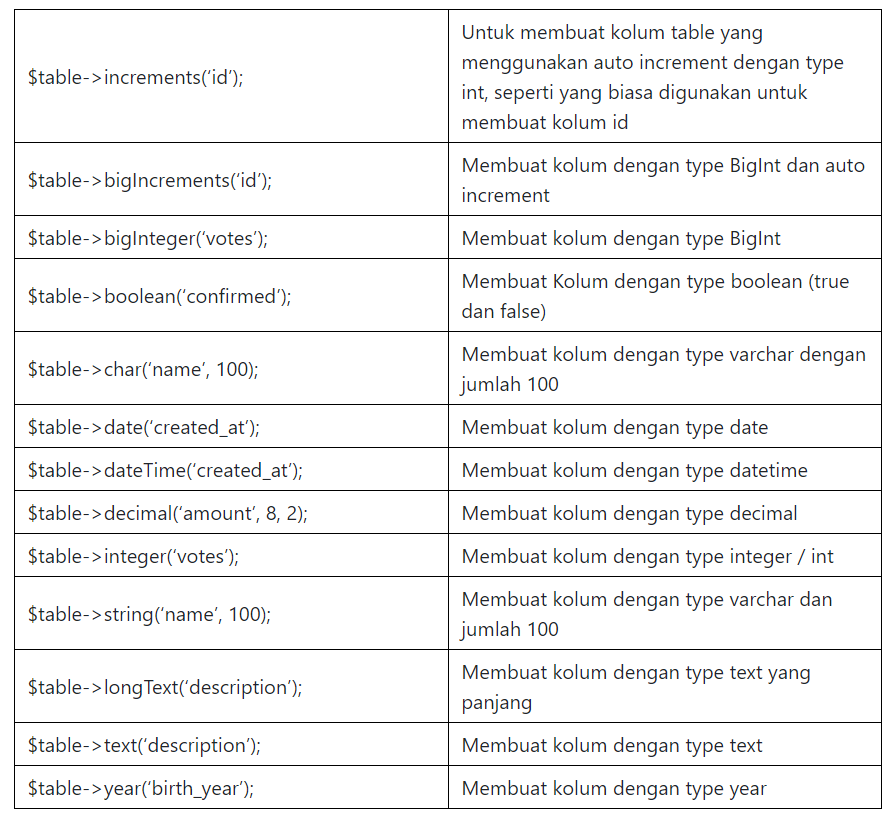 $table->increments(‘id’);
Untuk membuat kolum table yang
menggunakan auto increment dengan type
int, seperti yang biasa digunakan untuk
membuat kolum id
$table->bigIncrements(‘id’);
Membuat kolum dengan type BigInt dan auto
increment
$table->bigInteger(‘votes’);
Membuat kolum dengan type BigInt
$table->boolean(‘confirmed’);
Membuat Kolum dengan type boolean (true
dan false)
$table->char(‘name’, 100);
Membuat kolum dengan type varchar dengan
jumlah 100
$table->date(‘created_at’);
Membuat kolum dengan type date
$table->dateTime(‘created_at’);
Membuat kolum dengan type datetime
$table->decimal(‘amount’, 8, 2);
Membuat kolum dengan type decimal
$table->integer(‘votes’);
Membuat kolum dengan type integer / int
$table->string(‘name’, 100);
Membuat kolum dengan type varchar dan
jumlah 100
$table->longText(‘description’);
Membuat kolum dengan type text yang
panjang
$table->text(‘description’);
Membuat kolum dengan type text
$table->year(‘birth_year’);
Membuat kolum dengan type year